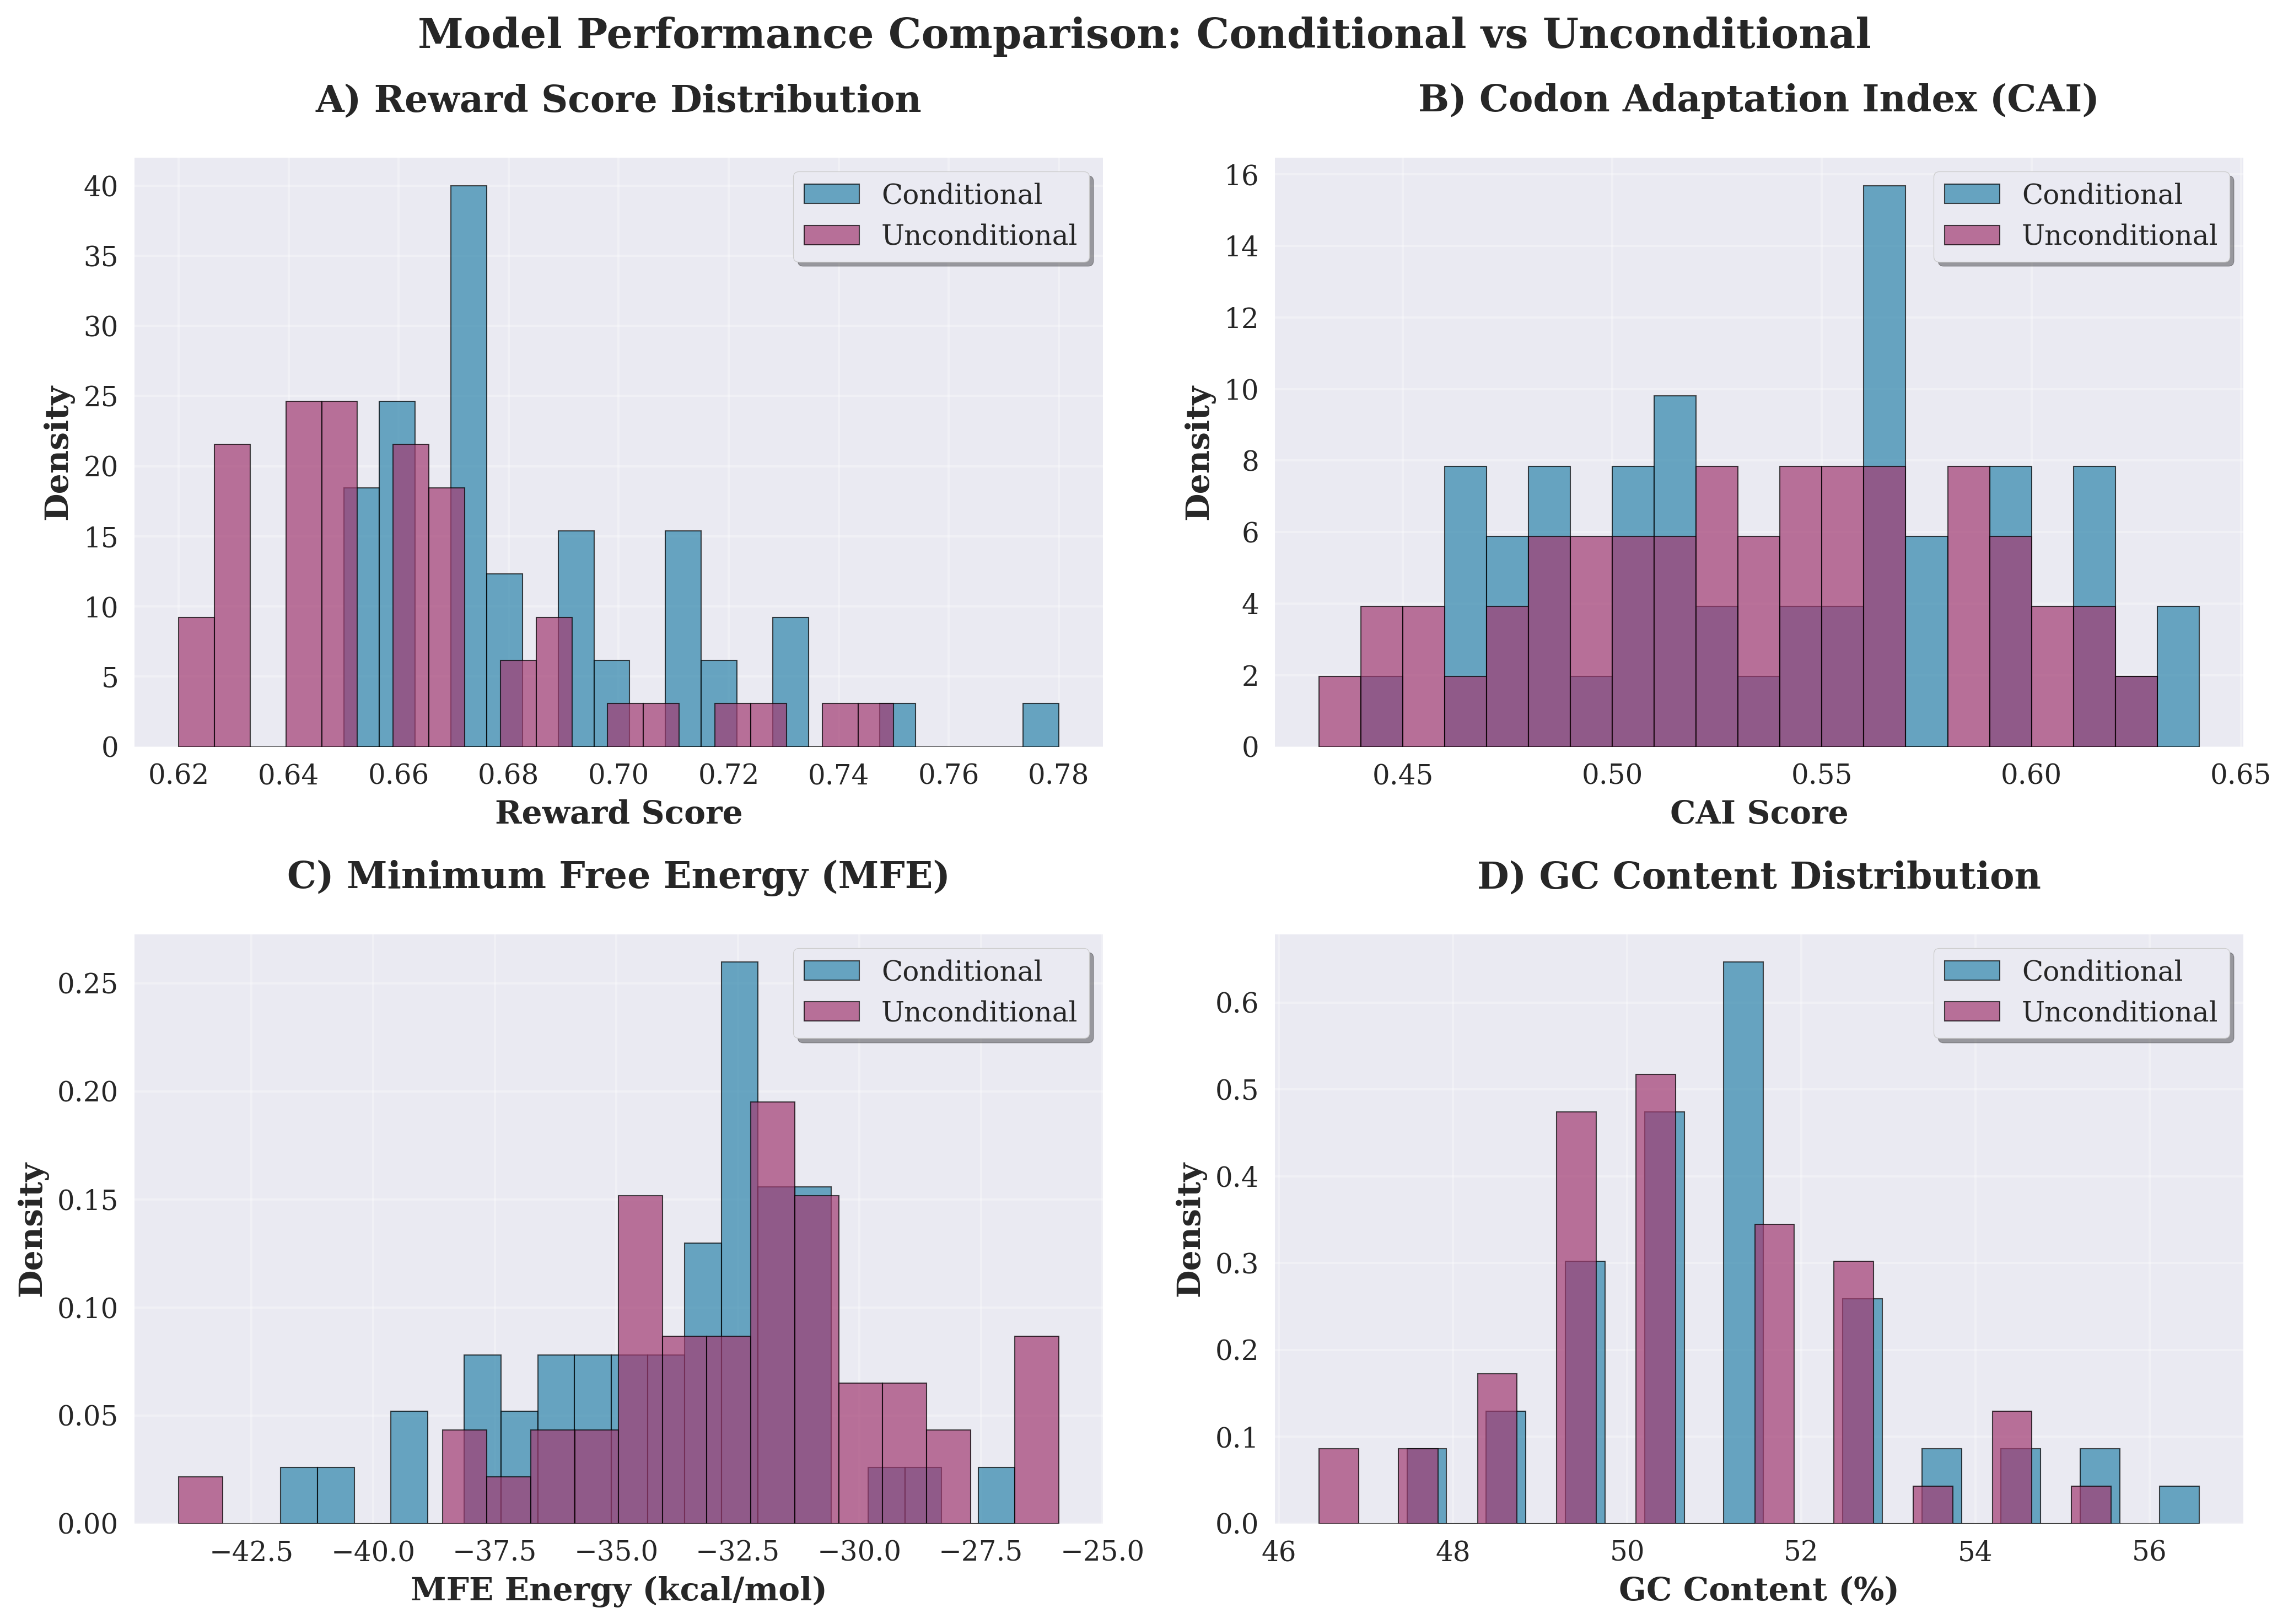 Model Performance Comparison: Conditional vs Unconditional
A) Reward Score Distribution
40
35
30
25
20
15
10
5
0
Density
0.62 0.64 0.66 0.68 0.70 0.72 0.74 0.76 0.78
Reward Score
Conditional
Unconditional
B) Codon Adaptation Index (CAI)
16
14
12
10
8
6
4
2
0
Density
0.45 0.50 0.55 0.60 0.65
CAI Score
Conditional
Unconditional
C) Minimum Free Energy (MFE)
0.25
0.20
0.15
0.10
0.05
0.00
Density
−42.5 −40.0 −37.5 −35.0 −32.5 −30.0 −27.5 −25.0
MFE Energy (kcal/mol)
Conditional
Unconditional
D) GC Content Distribution
0.6
0.5
0.4
0.3
0.2
0.1
0.0
Density
46 48 50 52 54 56
GC Content (%)
Conditional
Unconditional